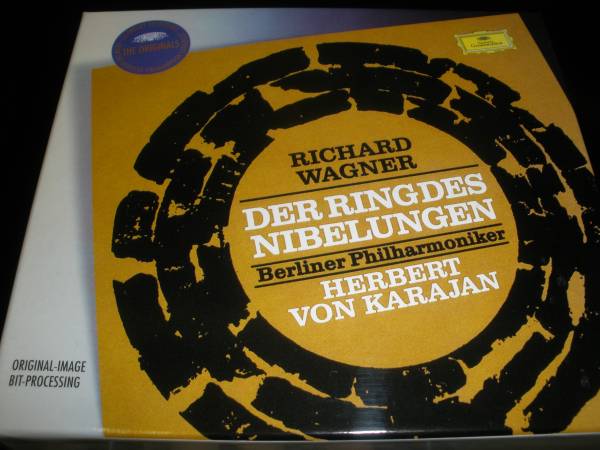 THE ORIGINALS
RICHARD
WAGNER
DER RING DES
NIBELUNGEN
Berliner Philharmoniker
HERBERT
VON KARAJAN
ORIGINAL-IMAGE
BIT-PROCESSING